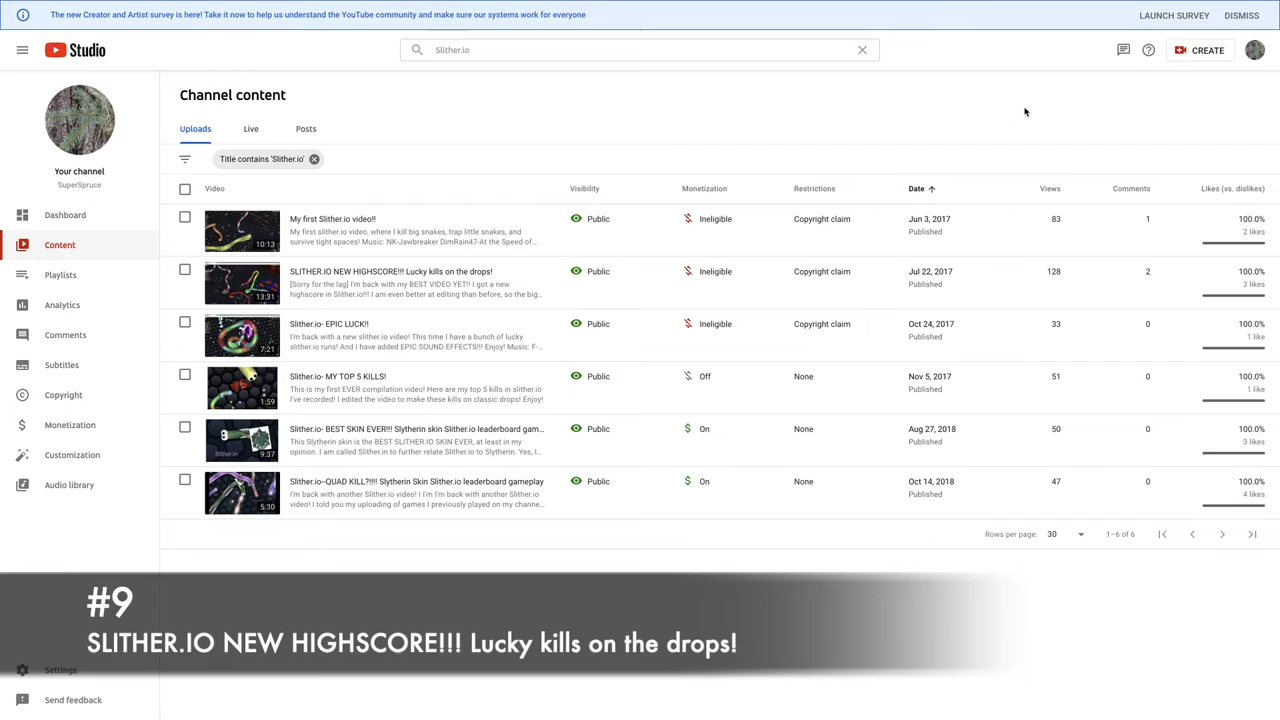 The new Creator and Artist survey is here! Take it now to help us understand the YouTube community and make sure our systems work for everyone
LAUNCH SURVEY
DISMISS
Studio
Slither.io
CREATE
Your channel
SuperSpruce
Dashboard
Content
Playlists
Analytics
Comments
Subtitles
Copyright
Monetization
Customization
Audio library
Settings
Send feedback
Channel content
Uploads Live Posts
Title contains 'Slither.io'
Video Visibility Monetization Restrictions Date Views Comments Likes (vs. dislikes)
My first Slither.io video!! Public Ineligible Copyright claim Jun 3, 2017 83 1 100.0%
My first slither.io video, where I kill big snakes, trap little snakes, and Published 2 likes
survive tight spaces! Music: NK-Jawbreaker DimRain47-At the Speed of...
10:13
SLITHER.IO NEW HIGHSCORE!!! Lucky kills on the drops! Public Ineligible Copyright claim Jul 22, 2017 128 2 100.0%
[Sorry for the lag] I'm back with my BEST VIDEO YET!! I got a new Published 3 likes
highscore in Slither.io!!! I am even better at editing than before, so the big...
13:31
Slither.io- EPIC LUCK!! Public Ineligible Copyright claim Oct 24, 2017 33 0 100.0%
I'm back with a new slither.io video! This time I have a bunch of lucky Published 1 like
slither.io runs! And I have added EPIC SOUND EFFECTS!!! Enjoy! Music: F-...
7:21
Slither.io- MY TOP 5 KILLS! Public Off None Nov 5, 2017 51 0 100.0%
This is my first EVER compilation video! Here are my top 5 kills in slither.io Published 1 like
I've recorded! I edited the video to make these kills on classic drops! Enjoy!
1:59
Slither.io- BEST SKIN EVER!!! Slytherin skin Slither.io leaderboard gam... Public On None Aug 27, 2018 50 0 100.0%
This Slytherin skin is the BEST SLITHER.IO SKIN EVER, at least in my Published 3 likes
opinion. I am called Slither.in to further relate Slither.io to Slytherin. Yes, I...
Slither.in
9:37
Slither.io--QUAD KILL?!!!! Slytherin Skin Slither.io leaderboard gameplay Public On None Oct 14, 2018 47 0 100.0%
I'm back with another Slither.io video! I I'm I'm back with another Slither.io Published 4 likes
video! I told you my uploading of games I previously played on my channe...
5:30
Rows per page: 30 1–6 of 6
#9
SLITHER.IO NEW HIGHSCORE!!! Lucky kills on the drops!